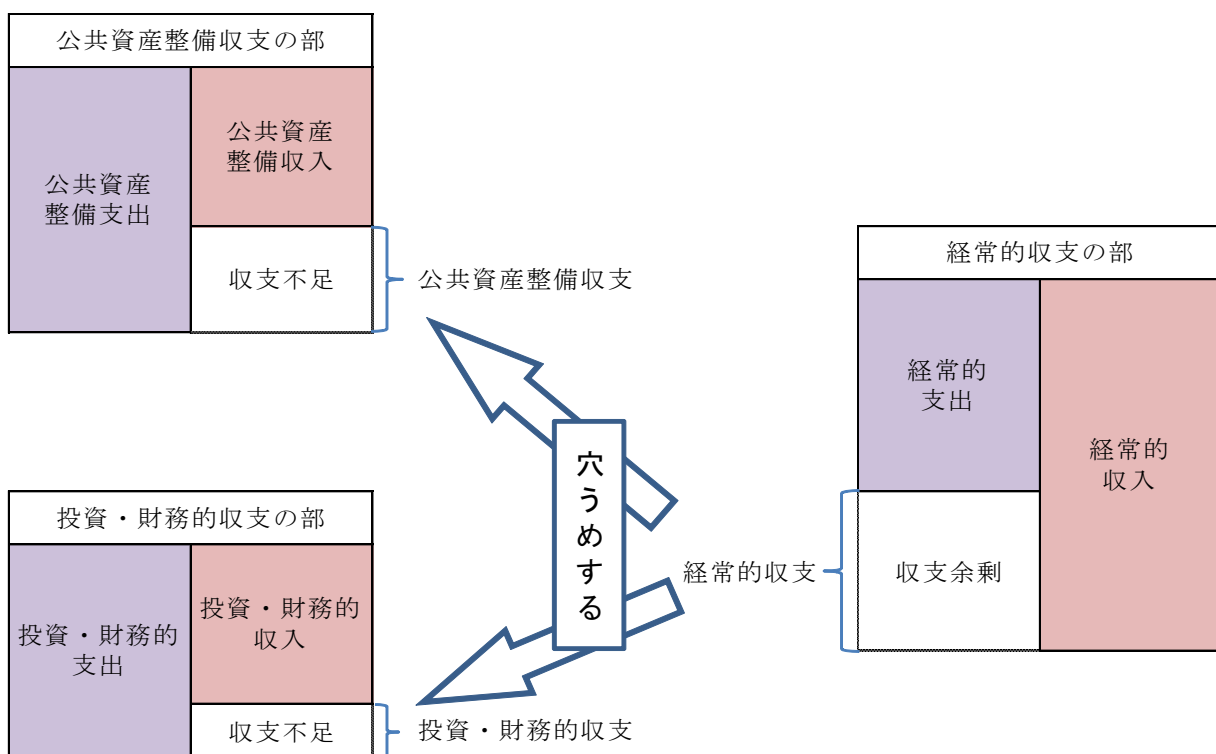 公共資産整備収支の部
公共資産
整備支出
公共資産
整備収入
収支不足
公共資産整備収支
経常的収支の部
経常的
支出
経常的
収入
収支余剰
経常的収支
穴うめする
投資・財務的収支の部
投資・財務的
支出
投資・財務的
収入
収支不足
投資・財務的収支